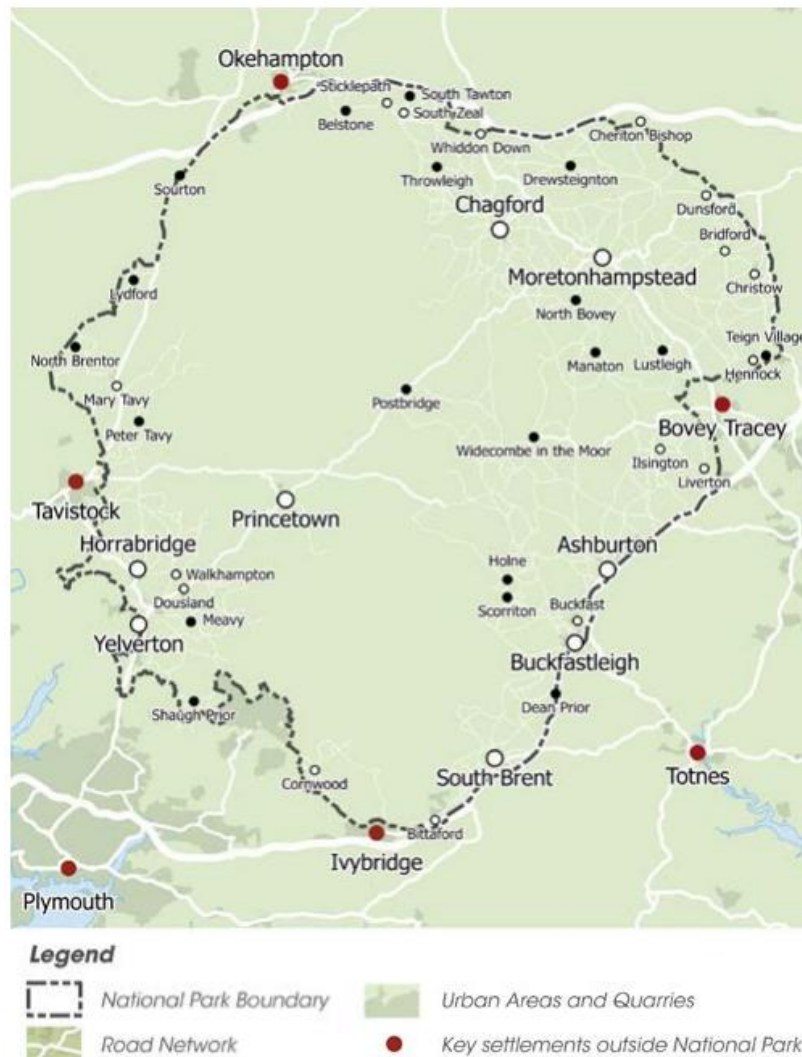 Okehampton
Sticklepath
South Tawton
Belstone
South Zeal
Cheriton Bishop
Whiddon Down
Sourton
Throwleigh
Drewsteignton
Dunsford
Chagford
Bridford
Moretonhampstead
Christow
Lydford
North Bovey
Teign Village
North Brentor
Manaton
Lustleigh
Hennock
Mary Tavy
Postbridge
Peter Tavy
Bovey Tracey
Widecombe in the Moor
Ilsington
Liverton
Tavistock
Princetown
Horrabridge
Ashburton
Holne
Walkhampton
Dousland
Scorriton
Buckfast
Meavy
Yelverton
Buckfastleigh
Shaugh Prior
Dean Prior
South Brent
Totnes
Cornwood
Bittaford
Ivybridge
Plymouth
Legend
National Park Boundary
Urban Areas and Quarries
Road Network
Key settlements outside National Park